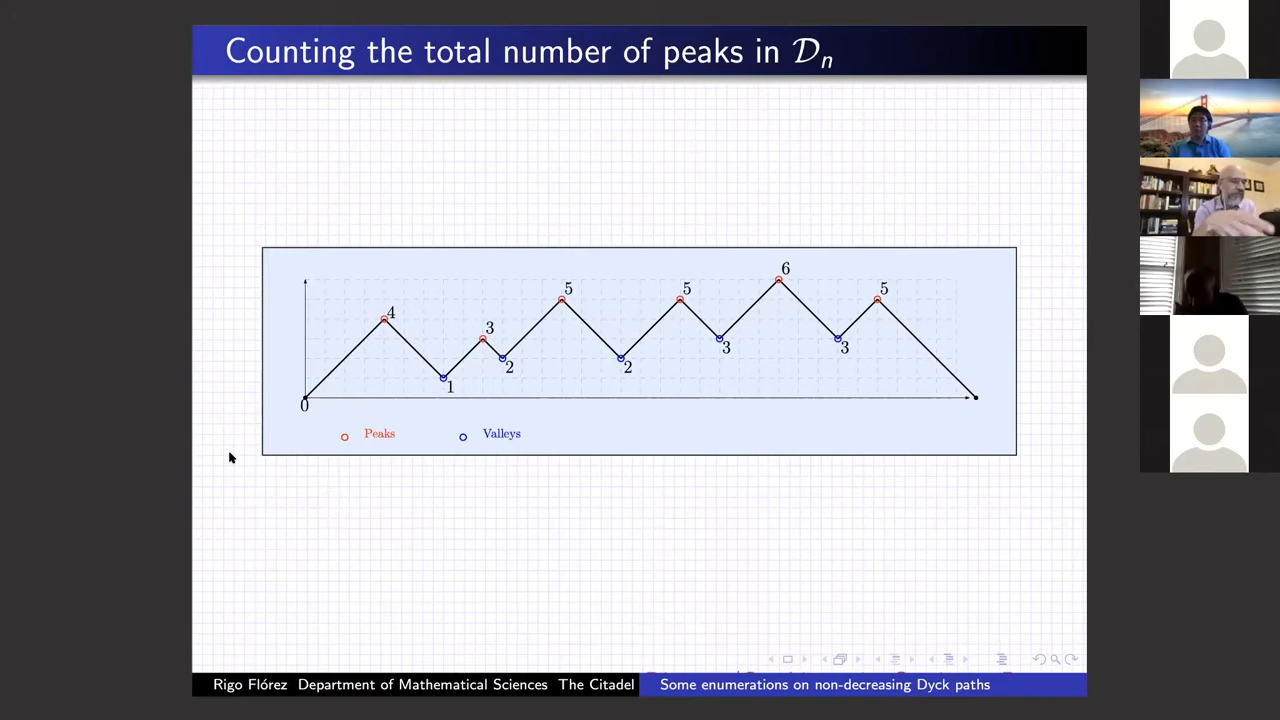 Counting the total number of peaks in 𝒟ₙ
6
5 5 5
4
3
3 3
2 2
1
0
Peaks Valleys
Rigo Flórez Department of Mathematical Sciences The Citadel Some enumerations on non-decreasing Dyck paths